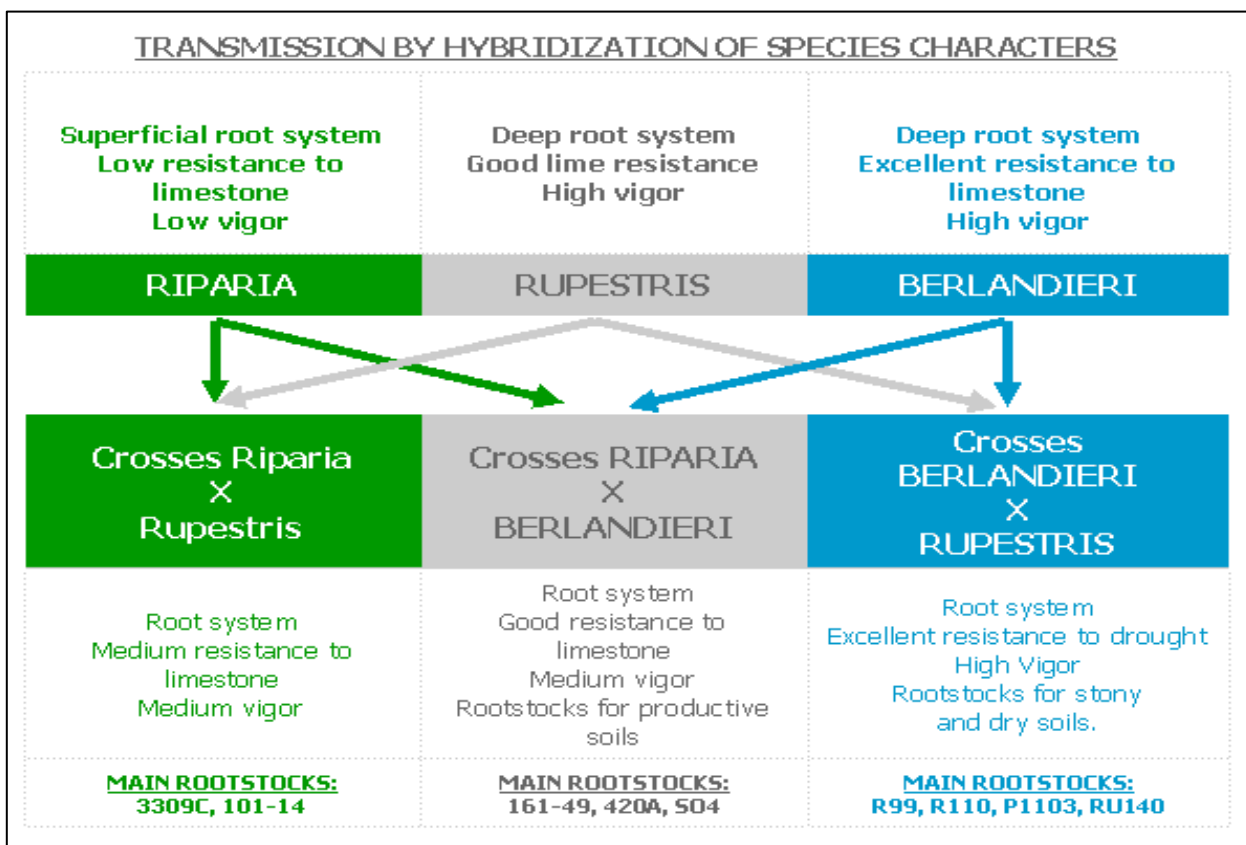 TRANSMISSION BY HYBRIDIZATION OF SPECIES CHARACTERS
Superficial root system
Low resistance to
limestone
Low vigor
Deep root system
Good lime resistance
High vigor
Deep root system
Excellent resistance to
limestone
High vigor
RIPARIA
RUPESTRIS
BERLANDIERI
Crosses Riparia
X
Rupestris
Crosses RIPARIA
X
BERLANDIERI
Crosses
BERLANDIERI
X
RUPESTRIS
Root system
Medium resistance to
limestone
Medium vigor
Root system
Good resistance to
limestone
Medium vigor
Rootstocks for productive
soils
Root system
Excellent resistance to drought
High Vigor
Rootstocks for stony
and dry soils.
MAIN ROOTSTOCKS:
3309C, 101-14
MAIN ROOTSTOCKS:
161-49, 420A, SO4
MAIN ROOTSTOCKS:
R99, R110, P1103, RU140